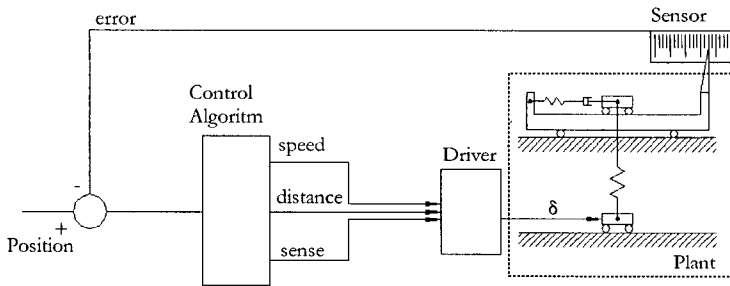 error
Sensor
Control
Algoritm
speed
Driver
-
distance
δ
+
Position
sense
Plant